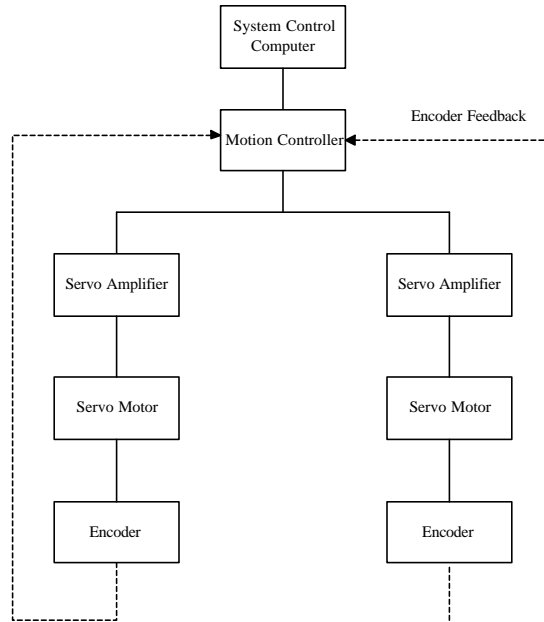 System Control
Computer
Encoder Feedback
Motion Controller
Servo Amplifier
Servo Amplifier
Servo Motor
Servo Motor
Encoder
Encoder